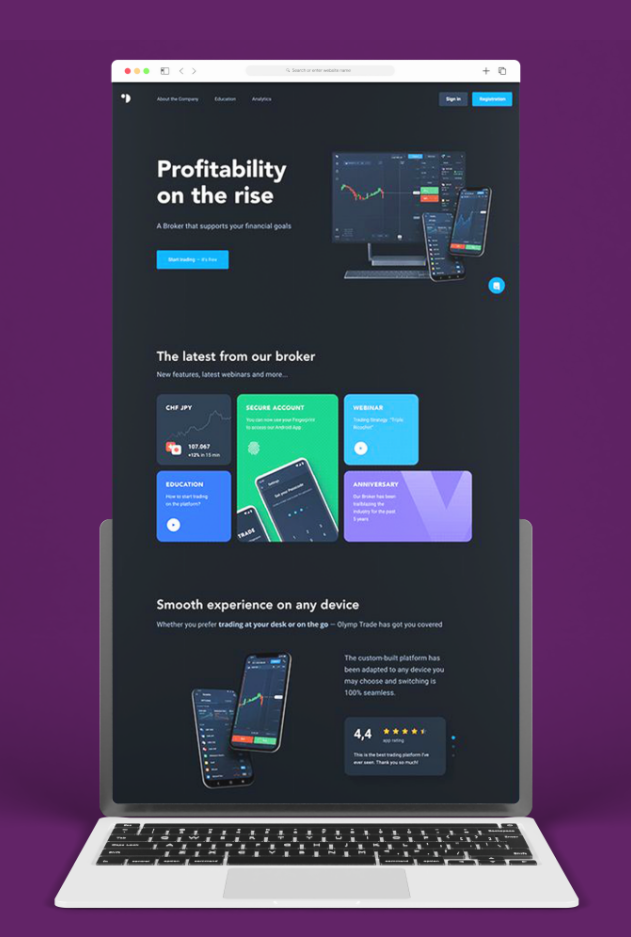 Search or enter website name
About the Company
Education
Analytics
Sign In
Registration
Profitability
on the rise
A Broker that supports your financial goals
Start trading — it's free
The latest from our broker
New features, latest webinars and more...
CHF JPY
107.067
+12% in 15 min
SECURE ACCOUNT
You can now use your Fingerprint
to access our Android App
Settings
Set your Passcode
TRADE
WEBINAR
Trading Strategy: "Triple
EDUCATION
How to start trading
on the platform?
ANNIVERSARY
Our Broker has been
trailblazing the
industry for the past
5 years
Smooth experience on any device
Whether you prefer trading at your desk or on the go — Olymp Trade has got you covered
The custom-built platform has
been adapted to any device you
may choose and switching is
100% seamless.
4,4
app rating
This is the best trading platform I've
ever seen. Thank you so much!